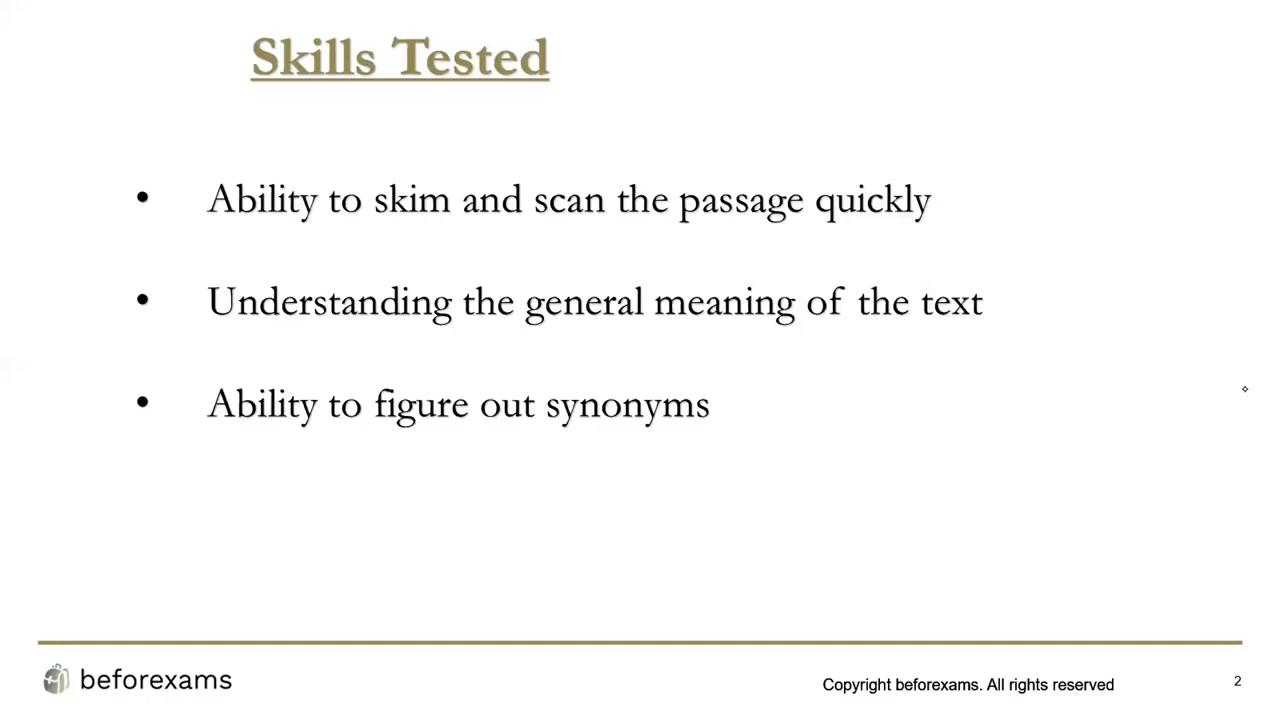 Skills Tested
• Ability to skim and scan the passage quickly
• Understanding the general meaning of the text
• Ability to figure out synonyms
beforexams
Copyright beforexams. All rights reserved
2